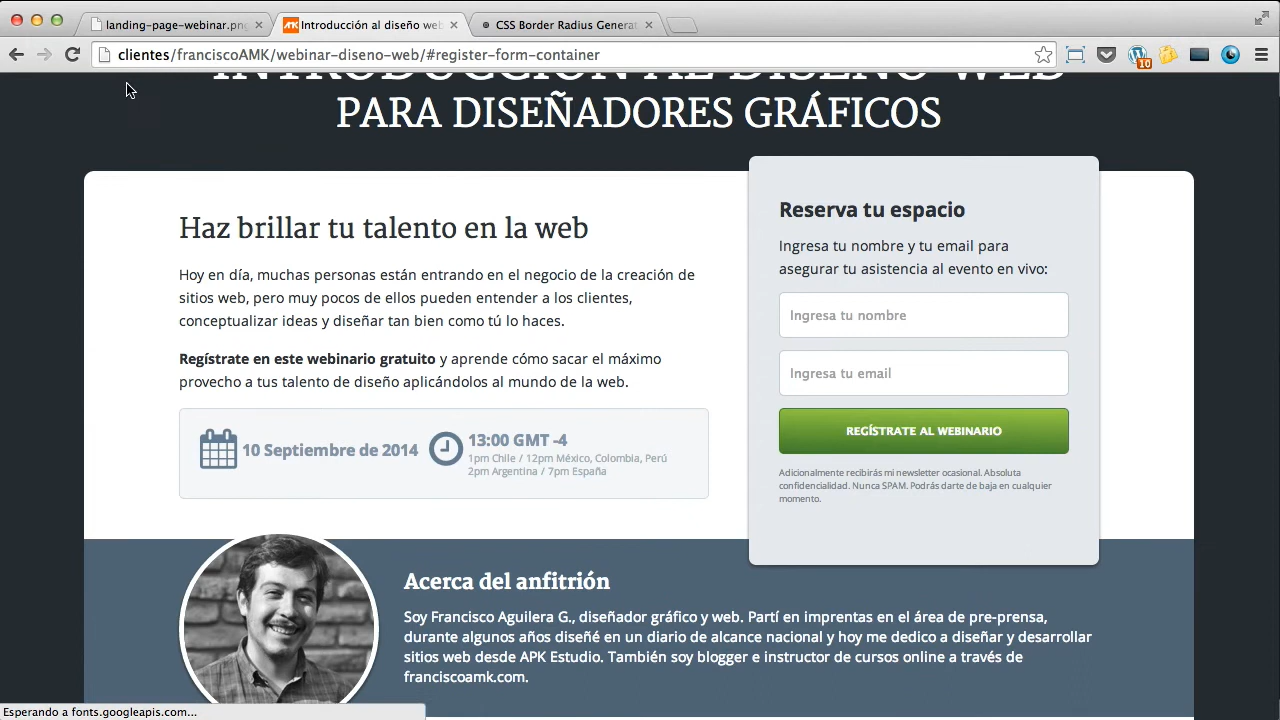 landing-page-webinar.png
Introducción al diseño web
CSS Border Radius Generat
clientes/franciscoAMK/webinar-diseno-web/#register-form-container
10
INTRODUCCIÓN AL DISEÑO WEB
PARA DISEÑADORES GRÁFICOS
Haz brillar tu talento en la web
Hoy en día, muchas personas están entrando en el negocio de la creación de
sitios web, pero muy pocos de ellos pueden entender a los clientes,
conceptualizar ideas y diseñar tan bien como tú lo haces.
Regístrate en este webinario gratuito y aprende cómo sacar el máximo
provecho a tus talento de diseño aplicándolos al mundo de la web.
10 Septiembre de 2014
13:00 GMT -4
1pm Chile / 12pm México, Colombia, Perú
2pm Argentina / 7pm España
Reserva tu espacio
Ingresa tu nombre y tu email para
asegurar tu asistencia al evento en vivo:
Ingresa tu nombre
Ingresa tu email
REGÍSTRATE AL WEBINARIO
Adicionalmente recibirás mi newsletter ocasional. Absoluta
confidencialidad. Nunca SPAM. Podrás darte de baja en cualquier
momento.
Acerca del anfitrión
Soy Francisco Aguilera G., diseñador gráfico y web. Partí en imprentas en el área de pre-prensa,
durante algunos años diseñé en un diario de alcance nacional y hoy me dedico a diseñar y desarrollar
sitios web desde APK Estudio. También soy blogger e instructor de cursos online a través de
franciscoamk.com.
Esperando a fonts.googleapis.com...